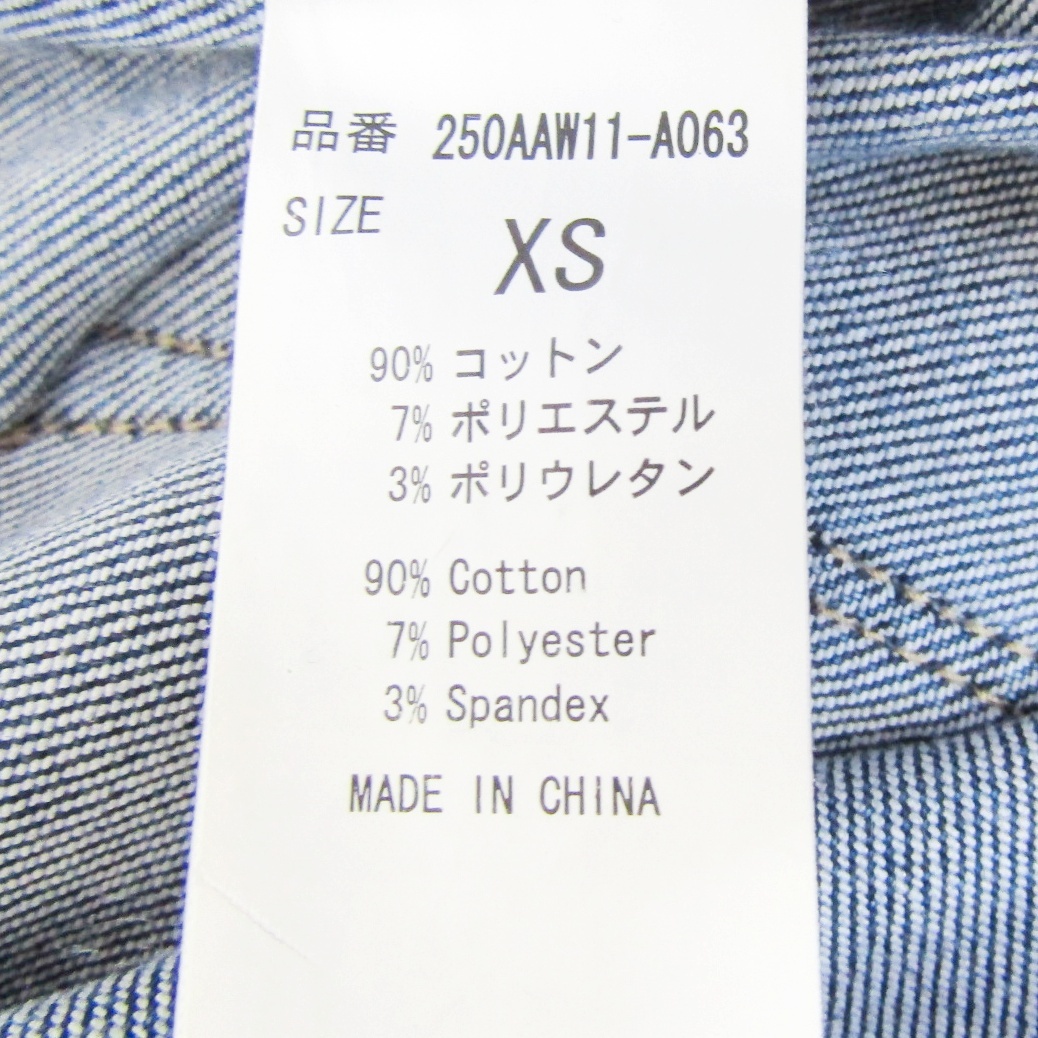 品番 250AAW11-A063
SIZE XS
90% コットン
7% ポリエステル
3% ポリウレタン
90% Cotton
7% Polyester
3% Spandex
MADE IN CHiNA